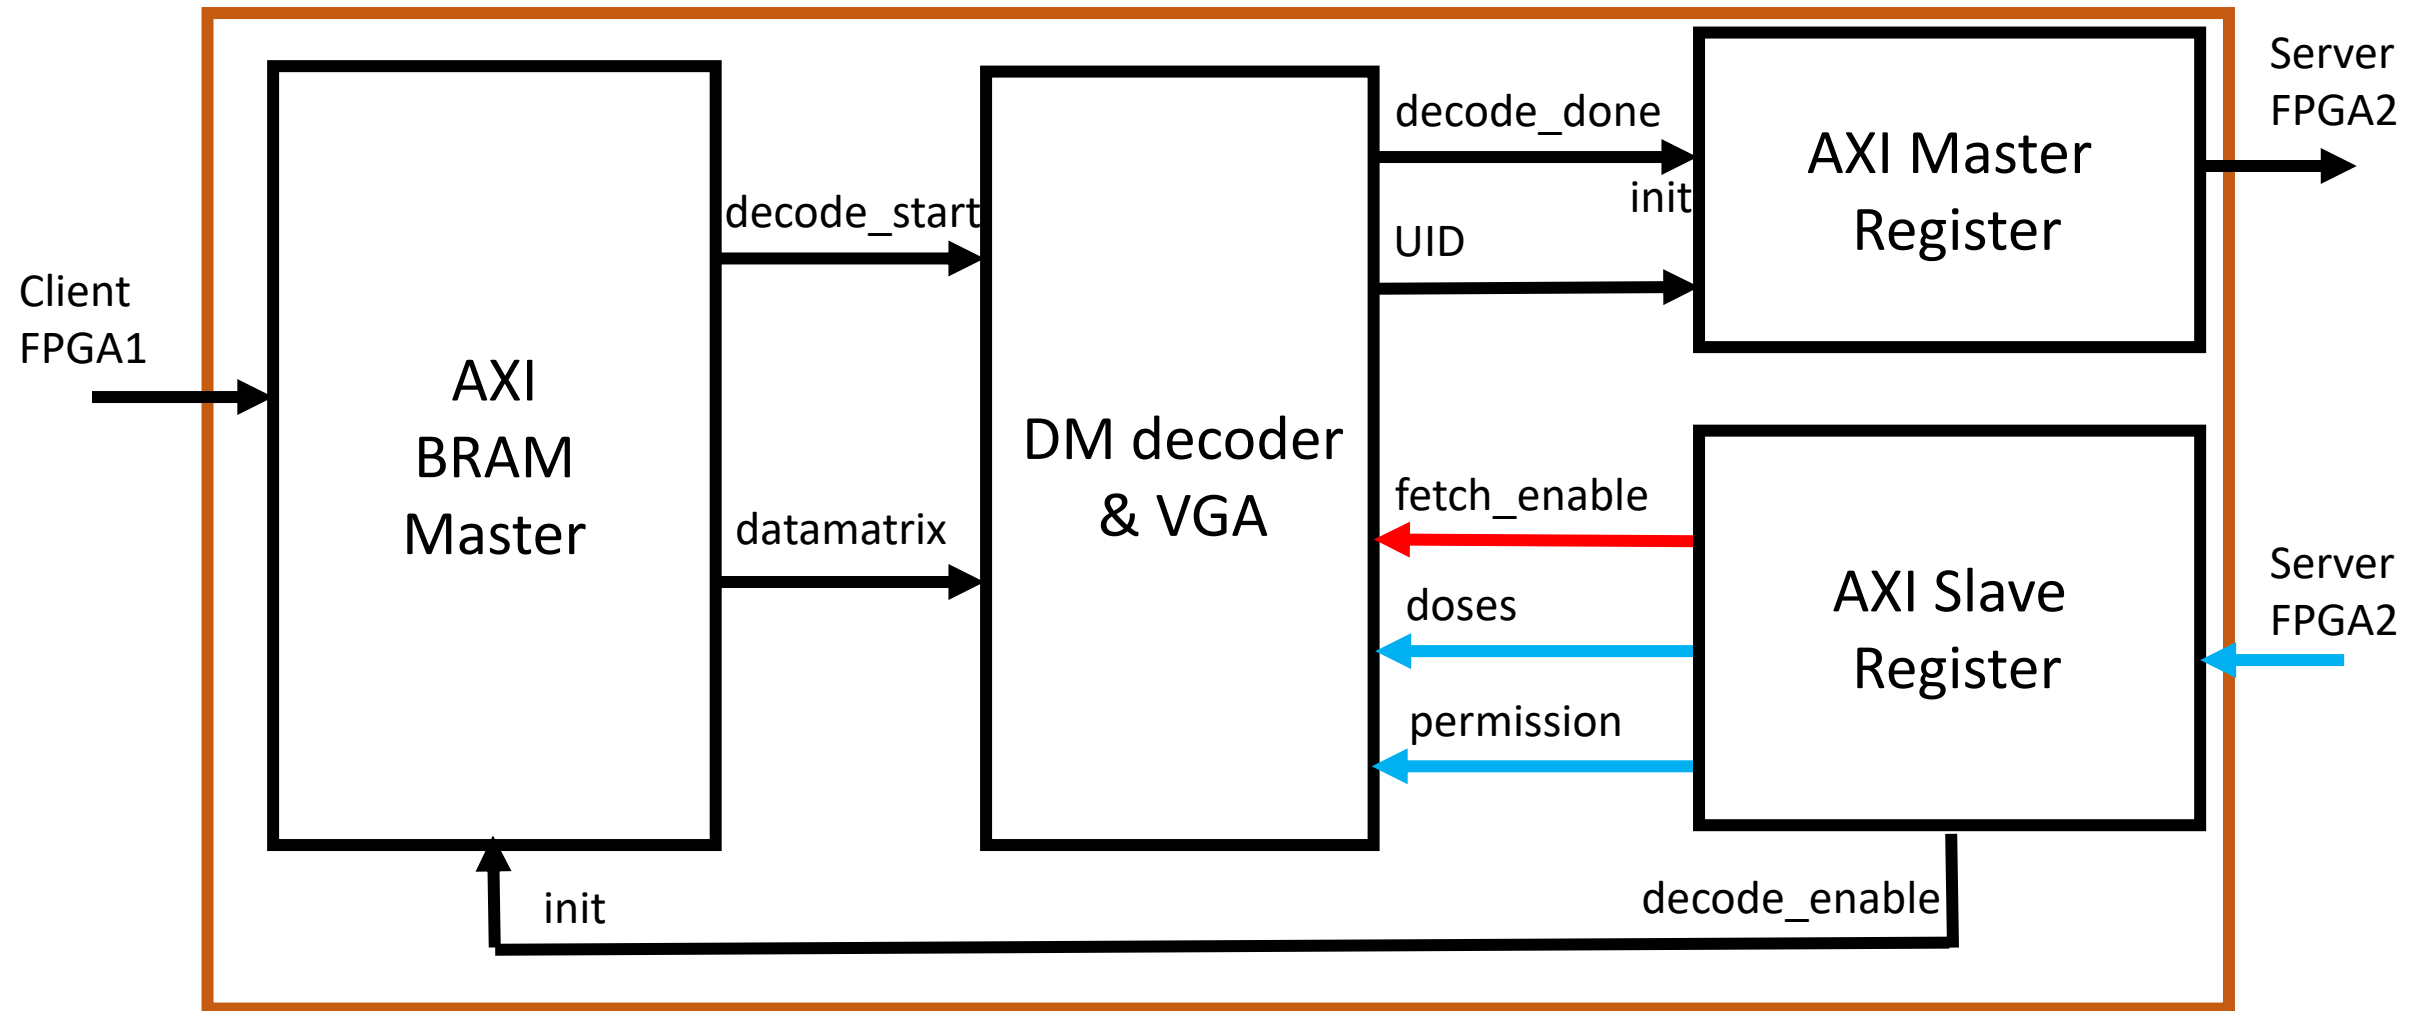 Client
FPGA1
AXI
BRAM
Master
decode_start
datamatrix
DM decoder
& VGA
decode_done
init
UID
AXI Master
Register
Server
FPGA2
fetch_enable
doses
permission
AXI Slave
Register
Server
FPGA2
init
decode_enable